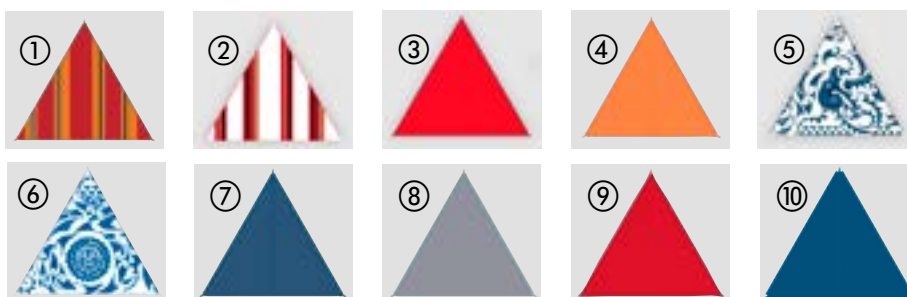 ① ② ③ ④ ⑤
⑥ ⑦ ⑧ ⑨ ⑩